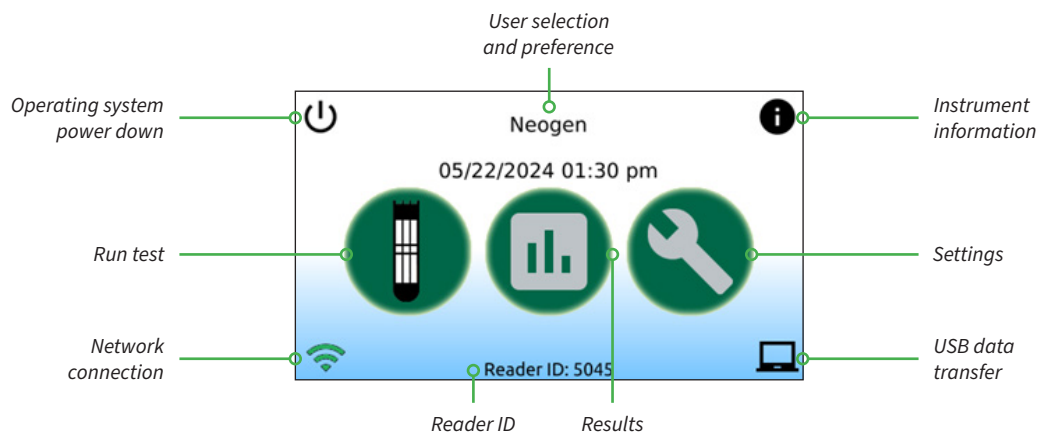 User selection
and preference
Operating system
power down
Instrument
information
Neogen
05/22/2024 01:30 pm
Run test
Settings
Network
connection
USB data
transfer
Reader ID: 5045
Reader ID
Results